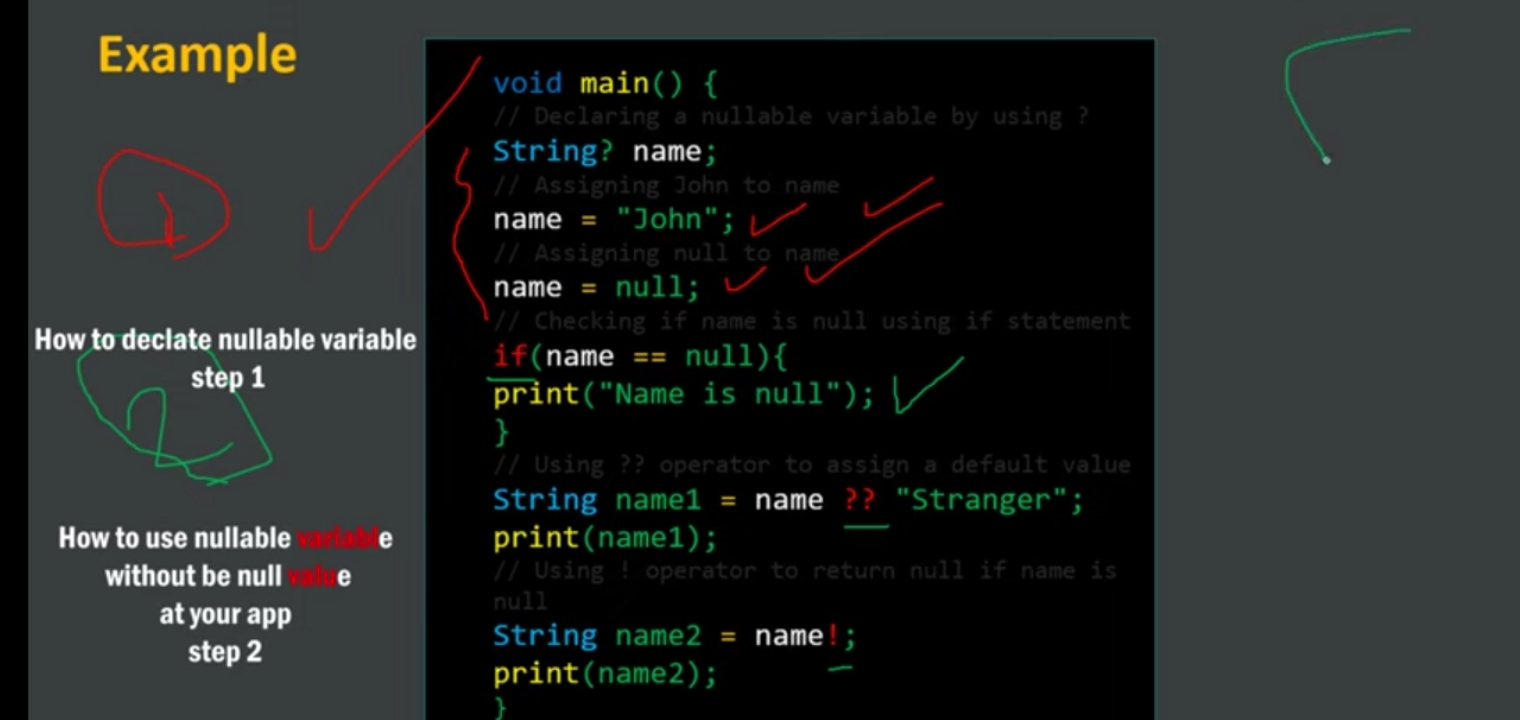 Example
1
How to declate nullable variable
step 1
2
How to use nullable variable
without be null value
at your app
step 2
void main() {
// Declaring a nullable variable by using ?
String? name;
// Assigning John to name
name = "John";
// Assigning null to name
name = null;
// Checking if name is null using if statement
if(name == null){
print("Name is null");
}
// Using ?? operator to assign a default value
String name1 = name ?? "Stranger";
print(name1);
// Using ! operator to return null if name is
null
String name2 = name!;
print(name2);
}